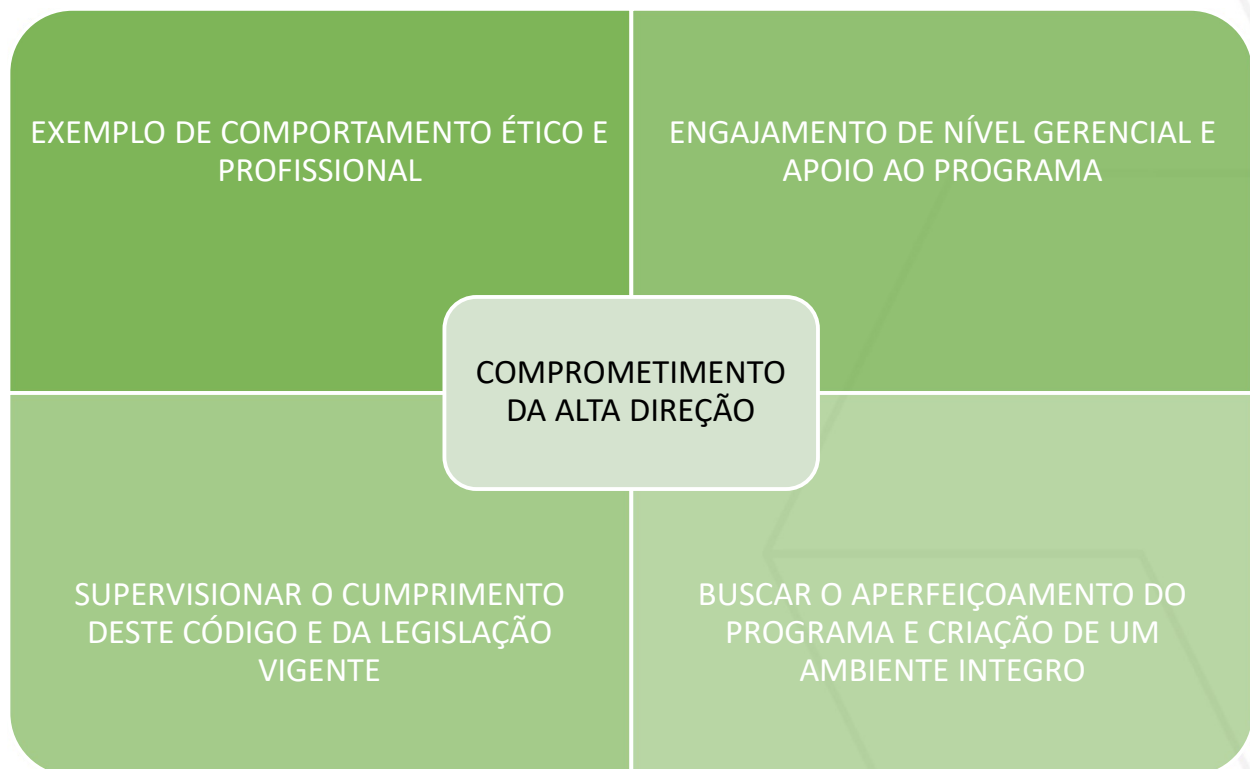 EXEMPLO DE COMPORTAMENTO ÉTICO E
PROFISSIONAL
ENGAJAMENTO DE NÍVEL GERENCIAL E
APOIO AO PROGRAMA
COMPROMETIMENTO
DA ALTA DIREÇÃO
SUPERVISIONAR O CUMPRIMENTO
DESTE CÓDIGO E DA LEGISLAÇÃO
VIGENTE
BUSCAR O APERFEIÇOAMENTO DO
PROGRAMA E CRIAÇÃO DE UM
AMBIENTE INTEGRO